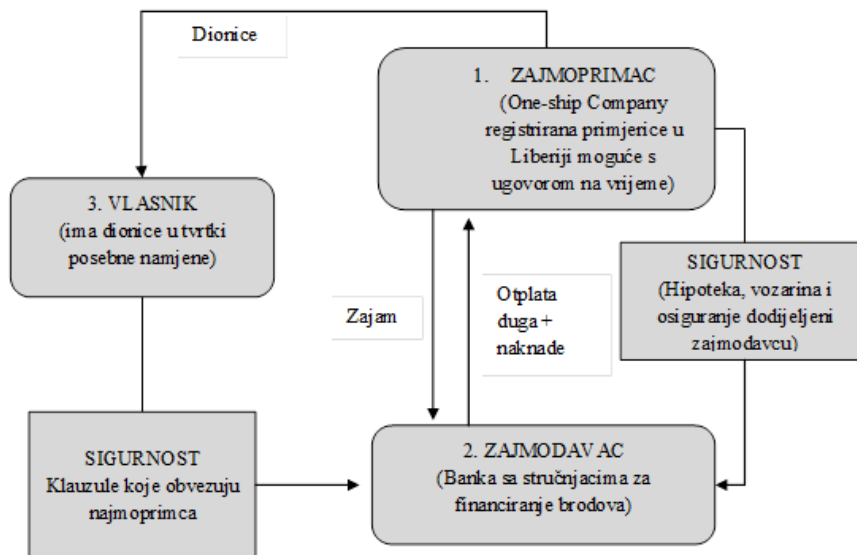 Dionice
1. ZAJMOPRIMAC
(One-ship Company
registrirana primjerice u
Liberiji moguće s
ugovorom na vrijeme)
3. VLASNIK
(ima dionice u tvrtki
posebne namjene)
SIGURNOST
(Hipoteka, vozarina i
osiguranje dodijeljeni
zajmodavcu)
Zajam
Otplata
duga +
naknade
SIGURNOST
Klauzule koje obvezuju
najmoprimca
2. ZAJMODAVAC
(Banka sa stručnjacima za
financiranje brodova)